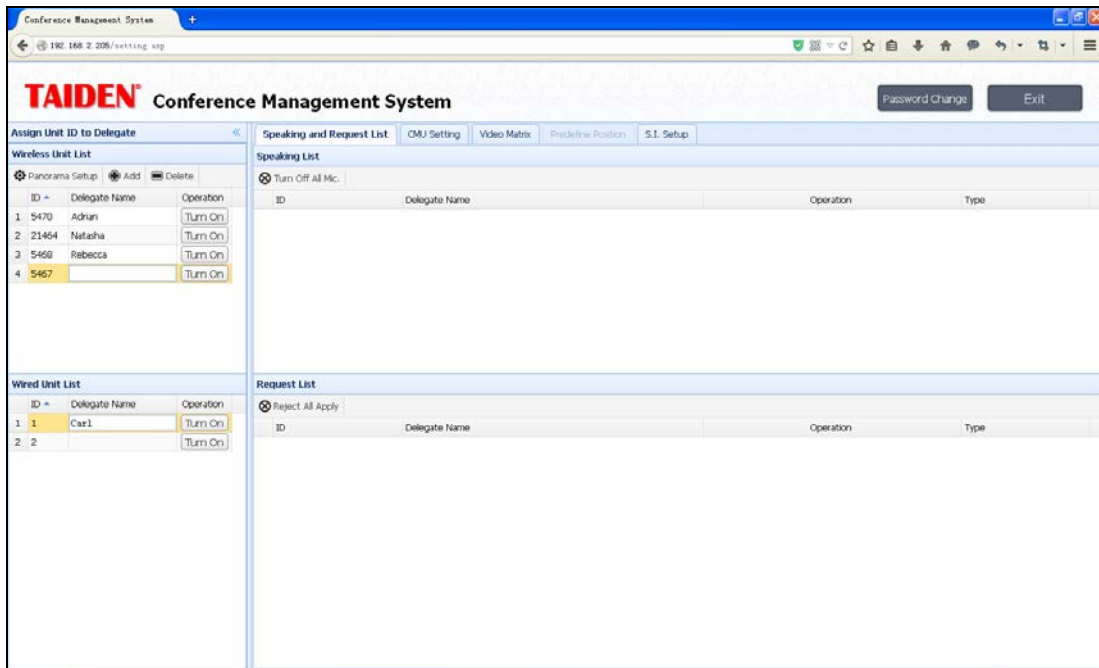 Conference Management System
192.168.2.205/setting.asp
TAIDEN® Conference Management System
Password Change Exit
Assign Unit ID to Delegate
Speaking and Request List CMU Setting Video Matrix Predefine Position S.I. Setup
Wireless Unit List
Speaking List
Panorama Setup Add Delete
Turn Off All Mic.
ID Delegate Name Operation
ID Delegate Name Operation Type
1 5470 Adrian Turn On
2 21464 Natasha Turn On
3 5468 Rebecca Turn On
4 5467 Turn On
Wired Unit List
Request List
ID Delegate Name Operation
Reject All Apply
1 1 Carl Turn On
ID Delegate Name Operation Type
2 2 Turn On